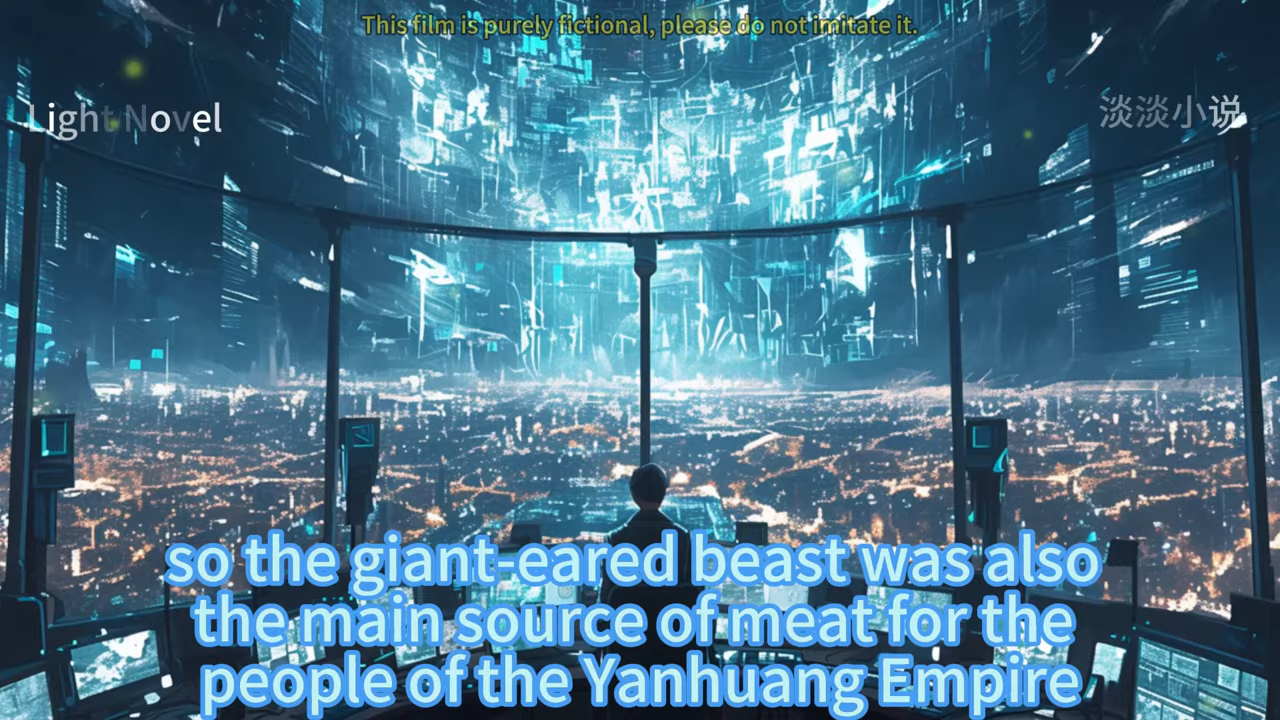 This film is purely fictional, please do not imitate it.
Light Novel
淡淡小说
so the giant-eared beast was also
the main source of meat for the
people of the Yanhuang Empire